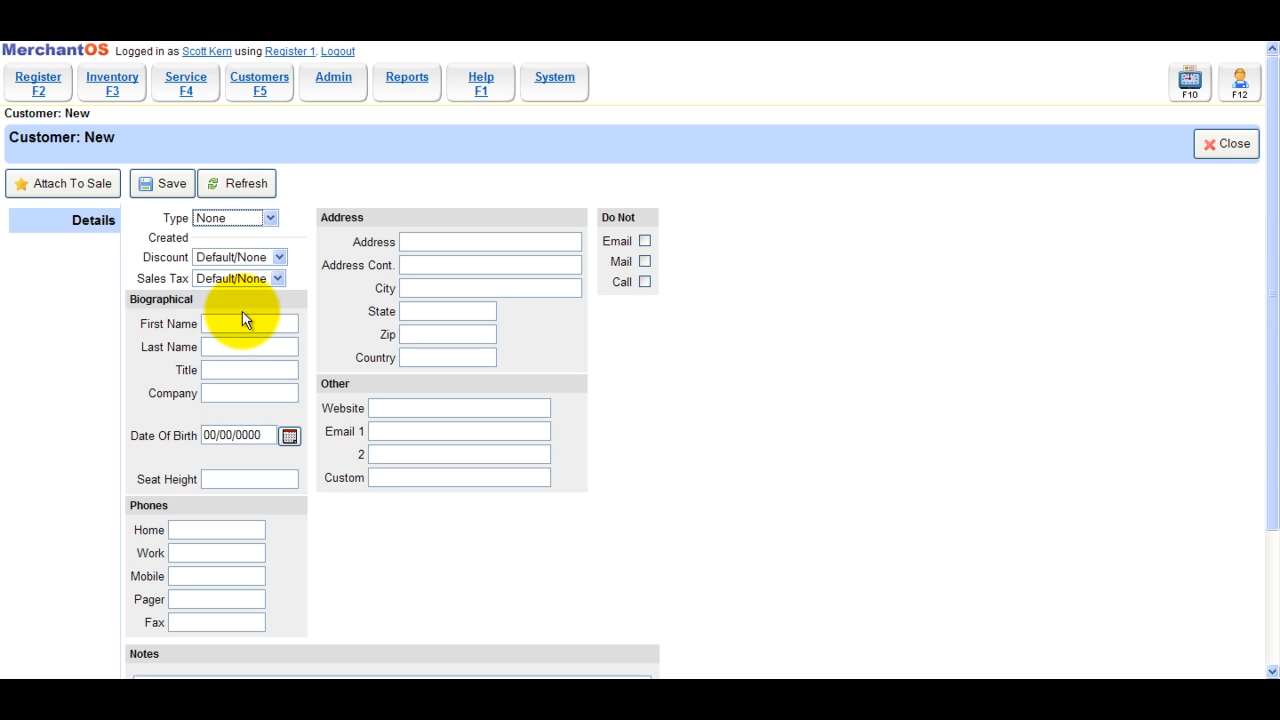 MerchantOS Logged in as Scott Kern using Register 1. Logout
Register F2
Inventory F3
Service F4
Customers F5
Admin
Reports
Help F1
System
F10
F12
Customer: New
Customer: New
Close
Attach To Sale
Save
Refresh
Details
Type None
Created
Discount Default/None
Sales Tax Default/None
Biographical
First Name
Last Name
Title
Company
Date Of Birth 00/00/0000
Seat Height
Phones
Home
Work
Mobile
Pager
Fax
Address
Address
Address Cont.
City
State
Zip
Country
Other
Website
Email 1
2
Custom
Do Not
Email
Mail
Call
Notes